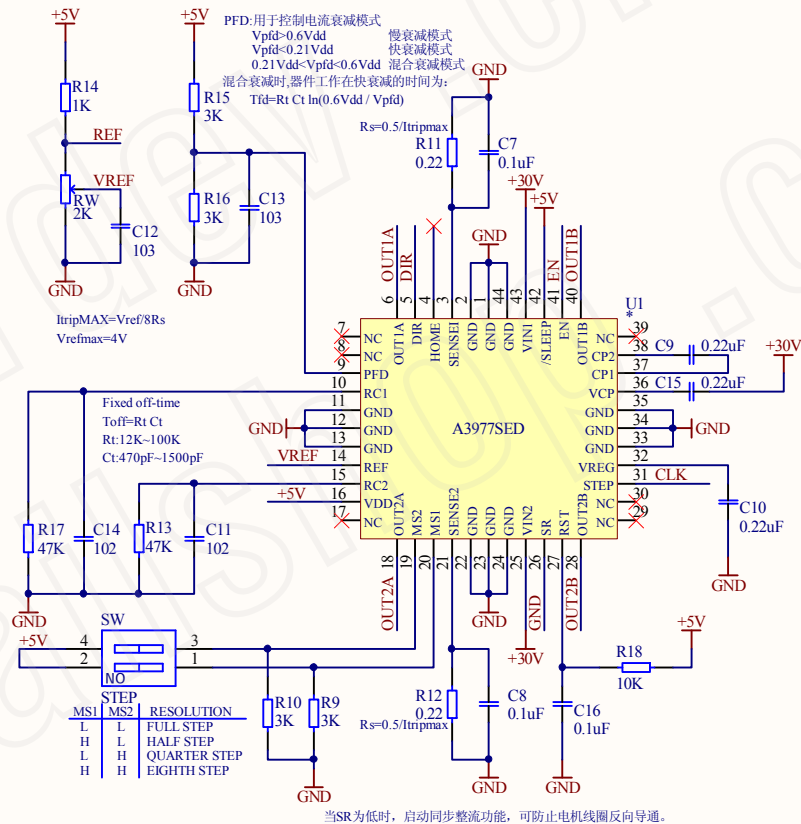 +5V
+5V
PFD:用于控制电流衰减模式
Vpfd>0.6Vdd 慢衰减模式
Vpfd<0.21Vdd 快衰减模式
0.21Vdd<Vpfd<0.6Vdd 混合衰减模式
混合衰减时,器件工作在快衰减的时间为:
Tfd=Rt Ct ln(0.6Vdd / Vpfd)
R14
1K
REF
VREF
RW
2K
C12
103
GND
R15
3K
R16
3K
C13
103
GND
ItripMAX=Vref/8Rs
Vrefmax=4V
GND
Rs=0.5/Itripmax
R11
0.22
C7
0.1uF
+30V
+5V
GND
OUT1A
DIR
EN
OUT1B
6
5
4
3
2
1
44
43
42
41
40
U1
*
OUT1A
DIR
HOME
SENSE1
GND
GND
GND
VIN1
/SLEEP
EN
OUT1B
7 NC
8 NC
9 PFD
10 RC1
11 GND
12 GND
13 GND
14 REF
15 RC2
16 VDD
17 NC
A3977SED
NC 39
CP2 38
CP1 37
VCP 36
GND 35
GND 34
GND 33
VREG 32
STEP 31
NC 30
NC 29
C9
0.22uF
C15
0.22uF
+30V
GND
CLK
C10
0.22uF
GND
Fixed off-time
Toff=Rt Ct
Rt:12K~100K
Ct:470pF~1500pF
GND
VREF
+5V
R17
47K
C14
102
R13
47K
C11
102
GND
OUT2A
MS2
MS1
SENSE2
GND
GND
GND
VIN2
SR
RST
OUT2B
18
19
20
21
22
23
24
25
26
27
28
OUT2A
GND
+30V
GND
OUT2B
SW
+5V
4
2
3
1
NO
STEP
MS1 MS2 RESOLUTION
L L FULL STEP
H L HALF STEP
L H QUARTER STEP
H H EIGHTH STEP
R10
3K
R9
3K
GND
R12
0.22
Rs=0.5/Itripmax
C8
0.1uF
GND
C16
0.1uF
GND
R18
10K
+5V
当SR为低时，启动同步整流功能，可防止电机线圈反向导通。